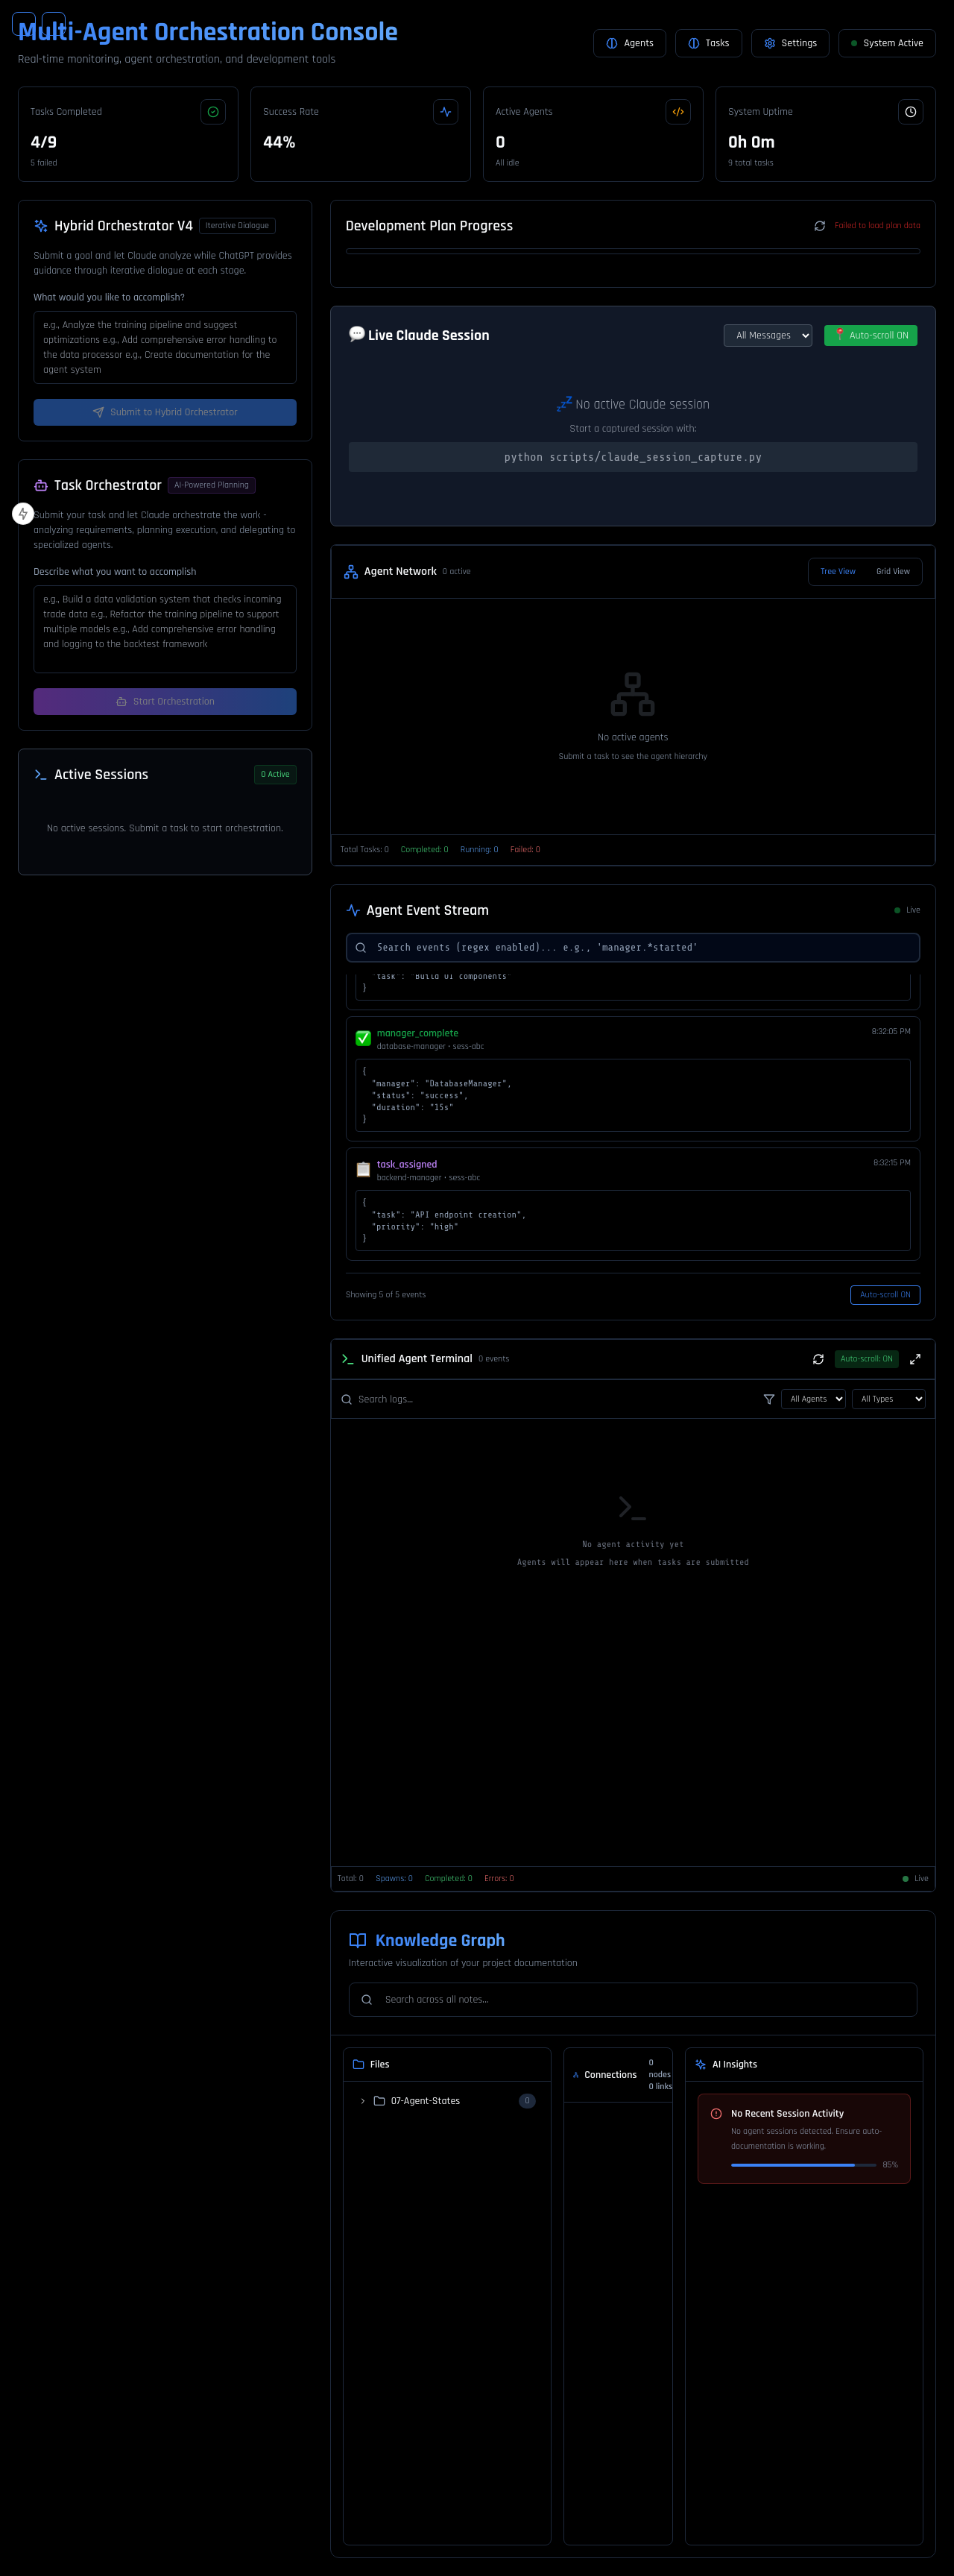 Multi-Agent Orchestration Console
Real-time monitoring, agent orchestration, and development tools
Agents
Tasks
Settings
System Active
Tasks Completed
4/9
5 failed
Success Rate
44%
Active Agents
0
All idle
System Uptime
0h 0m
9 total tasks
Hybrid Orchestrator V4
Iterative Dialogue
Submit a goal and let Claude analyze while ChatGPT provides
guidance through iterative dialogue at each stage.
What would you like to accomplish?
e.g., Analyze the training pipeline and suggest
optimizations e.g., Add comprehensive error handling to
the data processor e.g., Create documentation for the
agent system
Submit to Hybrid Orchestrator
Task Orchestrator
AI-Powered Planning
Submit your task and let Claude orchestrate the work -
analyzing requirements, planning execution, and delegating to
specialized agents.
Describe what you want to accomplish
e.g., Build a data validation system that checks incoming
trade data e.g., Refactor the training pipeline to support
multiple models e.g., Add comprehensive error handling
and logging to the backtest framework
Start Orchestration
Active Sessions
0 Active
No active sessions. Submit a task to start orchestration.
Development Plan Progress
Failed to load plan data
Live Claude Session
All Messages
Auto-scroll ON
No active Claude session
Start a captured session with:
python scripts/claude_session_capture.py
Agent Network
0 active
Tree View
Grid View
No active agents
Submit a task to see the agent hierarchy
Total Tasks: 0
Completed: 0
Running: 0
Failed: 0
Agent Event Stream
Live
Search events (regex enabled)... e.g., 'manager.*started'
"task": "Build UI components"
}
manager_complete
8:32:05 PM
database-manager • sess-abc
{
"manager": "DatabaseManager",
"status": "success",
"duration": "15s"
}
task_assigned
8:32:15 PM
backend-manager • sess-abc
{
"task": "API endpoint creation",
"priority": "high"
}
Showing 5 of 5 events
Auto-scroll ON
Unified Agent Terminal
0 events
Auto-scroll: ON
Search logs...
All Agents
All Types
No agent activity yet
Agents will appear here when tasks are submitted
Total: 0
Spawns: 0
Completed: 0
Errors: 0
Live
Knowledge Graph
Interactive visualization of your project documentation
Search across all notes...
Files
07-Agent-States
0
Connections
0
nodes
0 links
AI Insights
No Recent Session Activity
No agent sessions detected. Ensure auto-
documentation is working.
85%